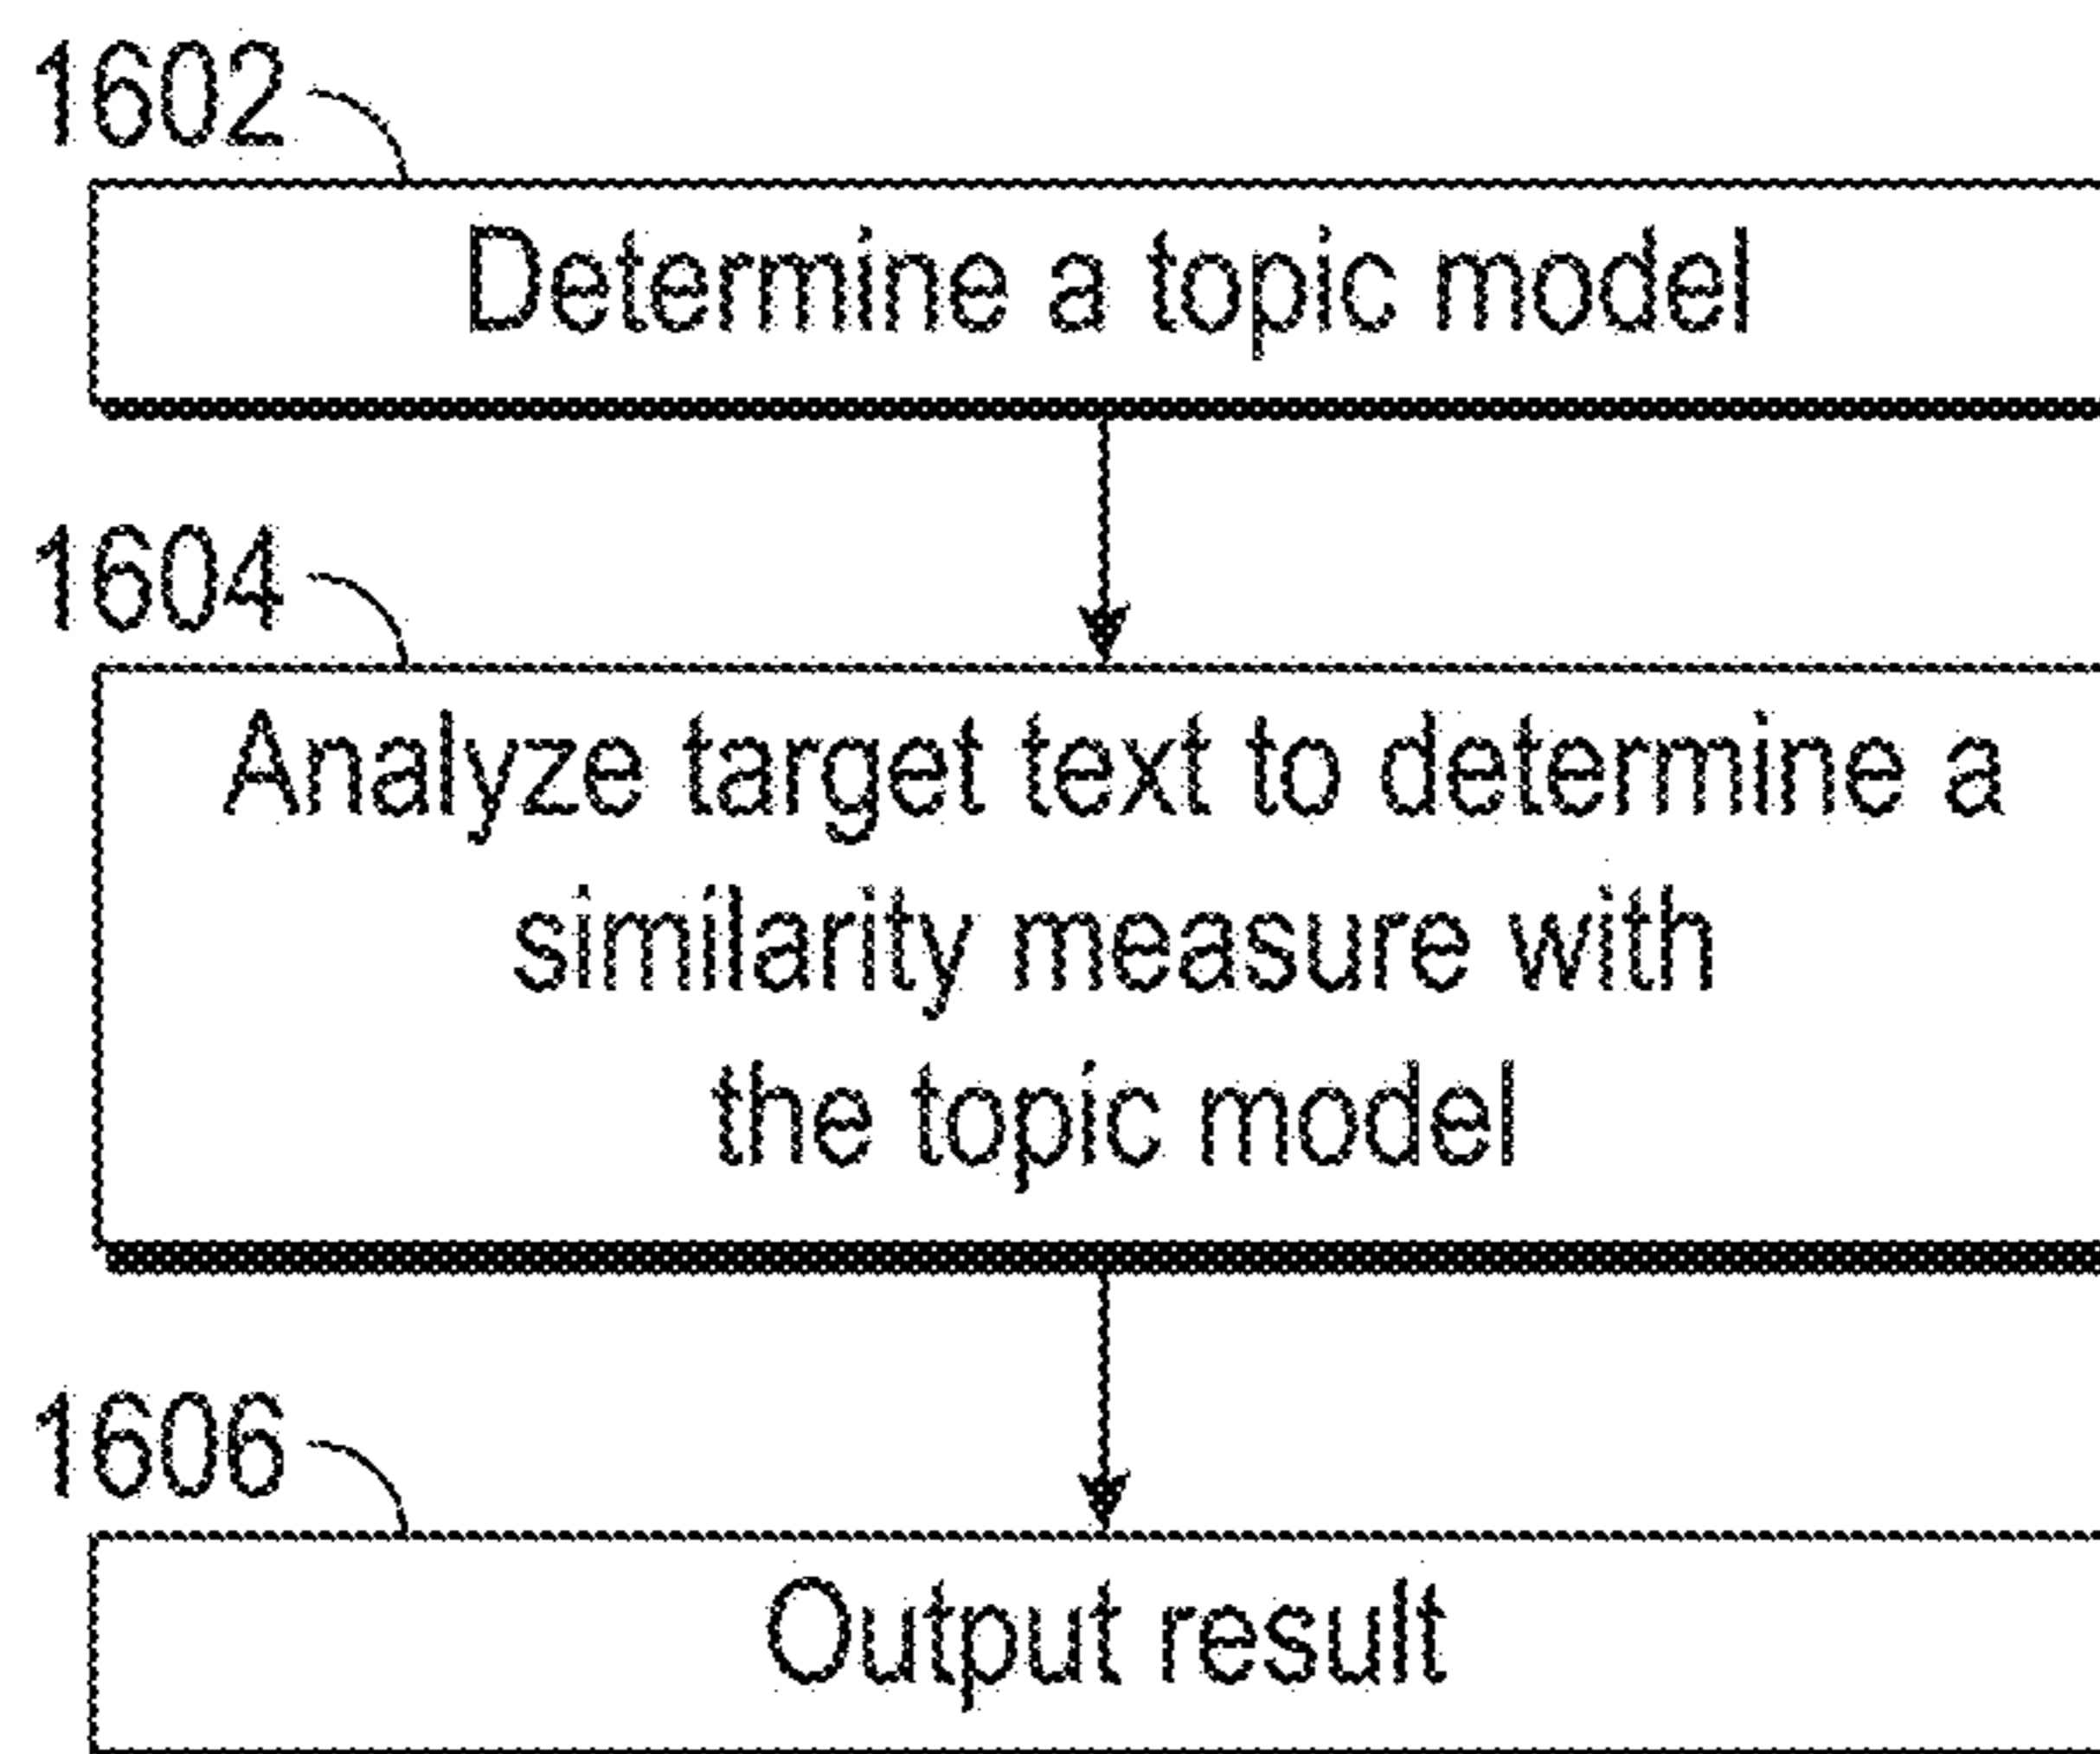 1602
Determine a topic model
1604
Analyze target text to determine a
similarity measure with
the topic model
1606
Output result